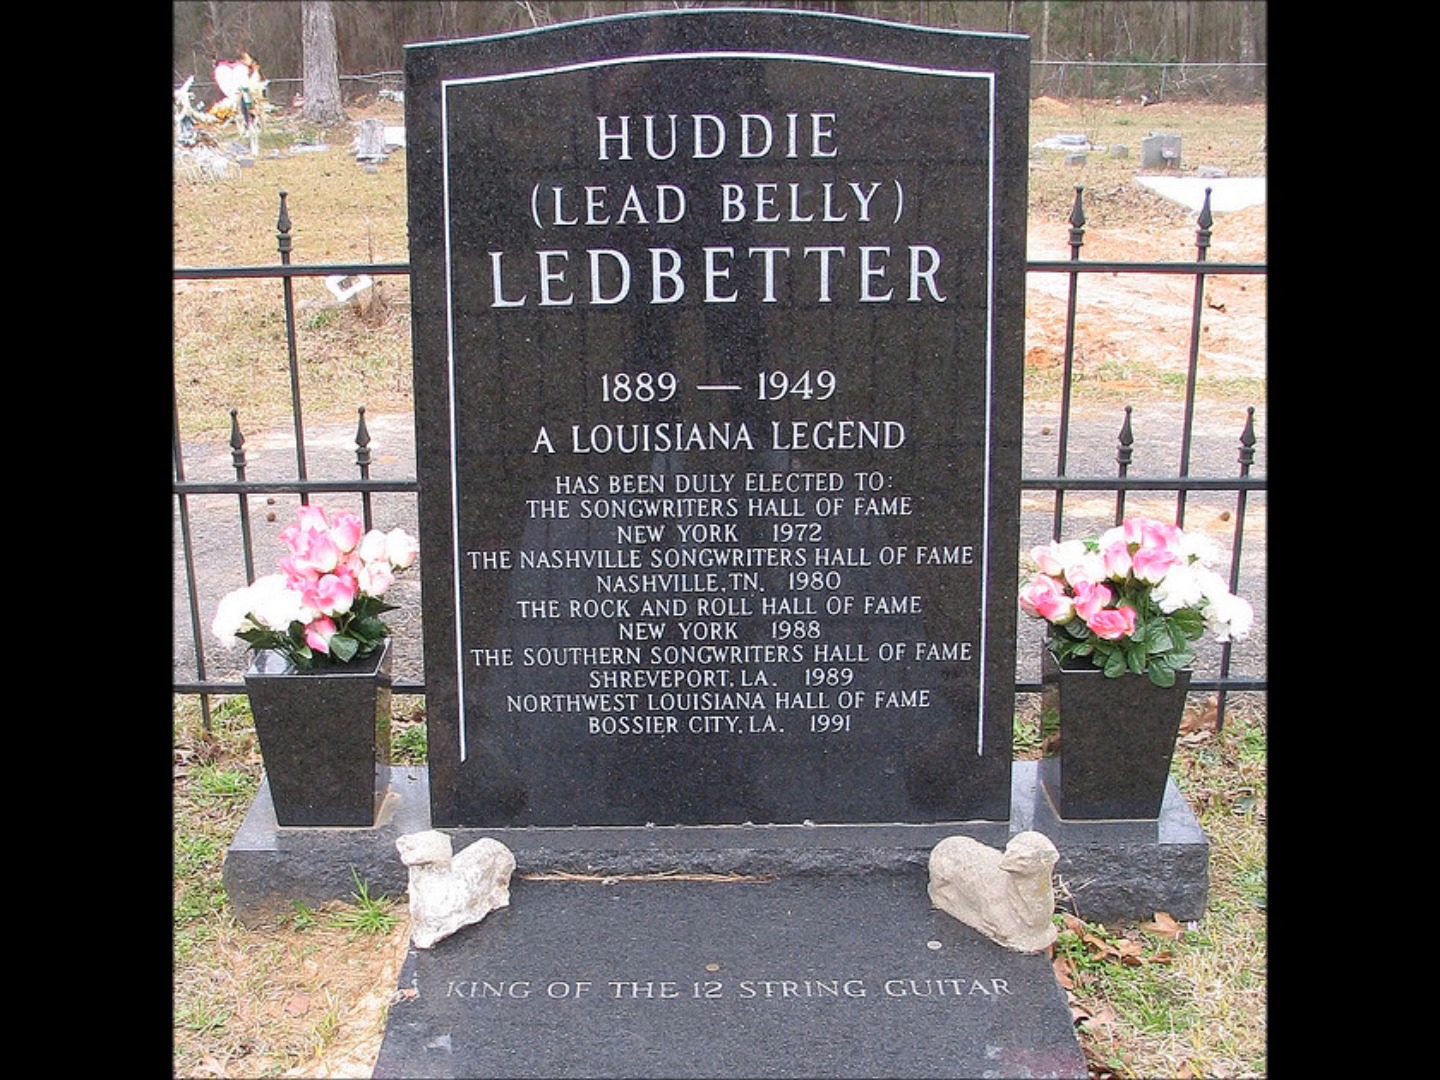 HUDDIE
(LEAD BELLY)
LEDBETTER
1889 — 1949
A LOUISIANA LEGEND
HAS BEEN DULY ELECTED TO:
THE SONGWRITERS HALL OF FAME
NEW YORK 1972
THE NASHVILLE SONGWRITERS HALL OF FAME
NASHVILLE, TN. 1980
THE ROCK AND ROLL HALL OF FAME
NEW YORK 1988
THE SOUTHERN SONGWRITERS HALL OF FAME
SHREVEPORT, LA. 1989
NORTHWEST LOUISIANA HALL OF FAME
BOSSIER CITY, LA. 1991
KING OF THE 12 STRING GUITAR